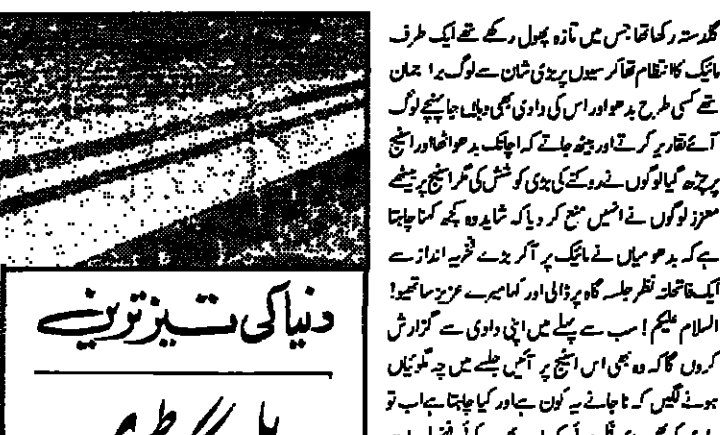 گلدستہ رکھا تھا جس میں تازہ پھول رکھے تھے ایک طرف
مائیک کا انتظام تھا کرسیوں پر بڑی شان سے لوگ برا جمان
تھے کسی طرح بدھو اور اس کی دادی بھی وہاں جا پہنچے لوگ
آئے تقاریر کرتے اور بیٹھ جاتے کہ اچانک بدھو اٹھا اور اسٹیج
پر چڑھ گیا لوگوں نے روکنے کی بڑی کوشش کی مگر اسٹیج پر بیٹھے
معزز لوگوں نے انہیں منع کر دیا کہ شاید وہ کچھ کہنا چاہتا
ہے کہ بدھو میاں نے مائیک پر آکر بڑے فخریہ انداز سے
ایک فاتحانہ نظر جلسہ گاہ پر ڈالی اور کہا میرے عزیز ساتھیو!
السلام علیکم! سب سے پہلے میں اپنی دادی سے گزارش
کروں گا کہ وہ بھی اس اسٹیج پر آئیں جلسے میں چہ مگوئیاں
ہونے لگیں کہ نا جانے یہ کون ہے اور کیا چاہتا ہے اب تو
دنیا کی تیز ترین